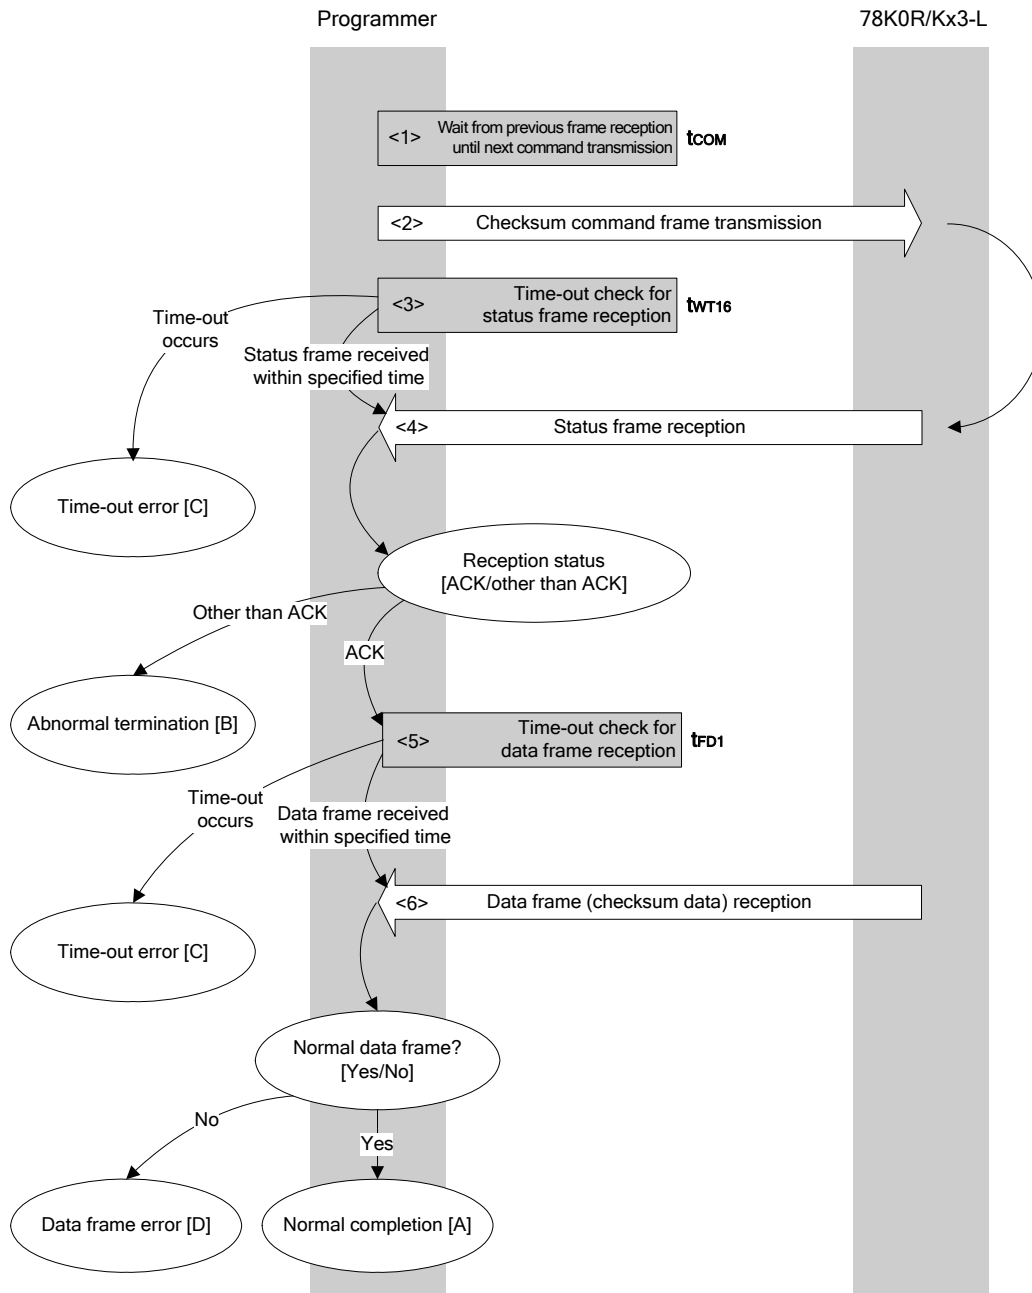 Programmer
78K0R/Kx3-L
<1> Wait from previous frame reception
until next command transmission
tCOM
<2> Checksum command frame transmission
<3> Time-out check for
status frame reception
tWT16
Time-out
occurs
Status frame received
within specified time
<4> Status frame reception
Time-out error [C]
Reception status
[ACK/other than ACK]
Other than ACK
ACK
Abnormal termination [B]
<5> Time-out check for
data frame reception
tFD1
Time-out
occurs
Data frame received
within specified time
<6> Data frame (checksum data) reception
Time-out error [C]
Normal data frame?
[Yes/No]
No
Yes
Data frame error [D]
Normal completion [A]